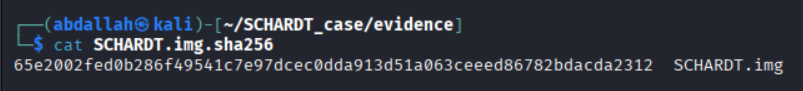 ┌──(abdallah㉿kali)-[~/SCHARDT_case/evidence]
└─$ cat SCHARDT.img.sha256
65e2002fed0b286f49541c7e97dcec0dda913d51a063ceeed86782bdacda2312  SCHARDT.img